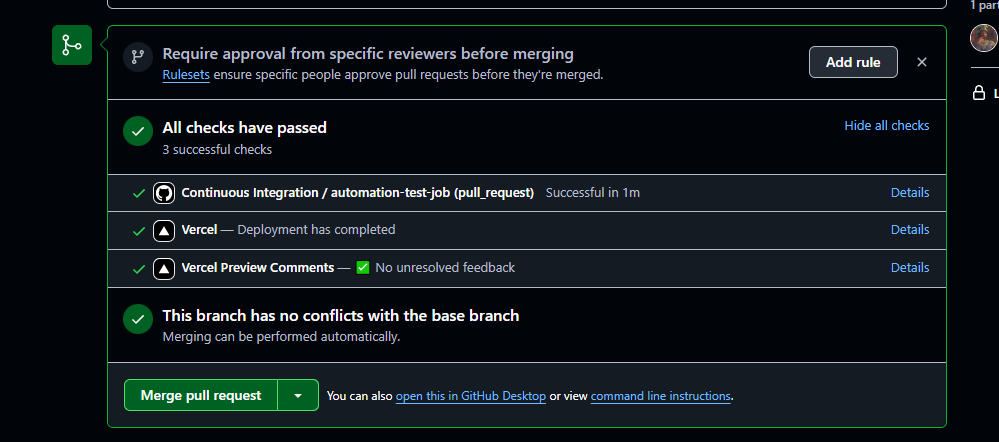 1 part
Require approval from specific reviewers before merging
Rulesets ensure specific people approve pull requests before they're merged.
Add rule
L
All checks have passed
3 successful checks
Hide all checks
Continuous Integration / automation-test-job (pull_request) Successful in 1m
Details
Vercel — Deployment has completed
Details
Vercel Preview Comments — ✅ No unresolved feedback
Details
This branch has no conflicts with the base branch
Merging can be performed automatically.
Merge pull request
You can also open this in GitHub Desktop or view command line instructions.